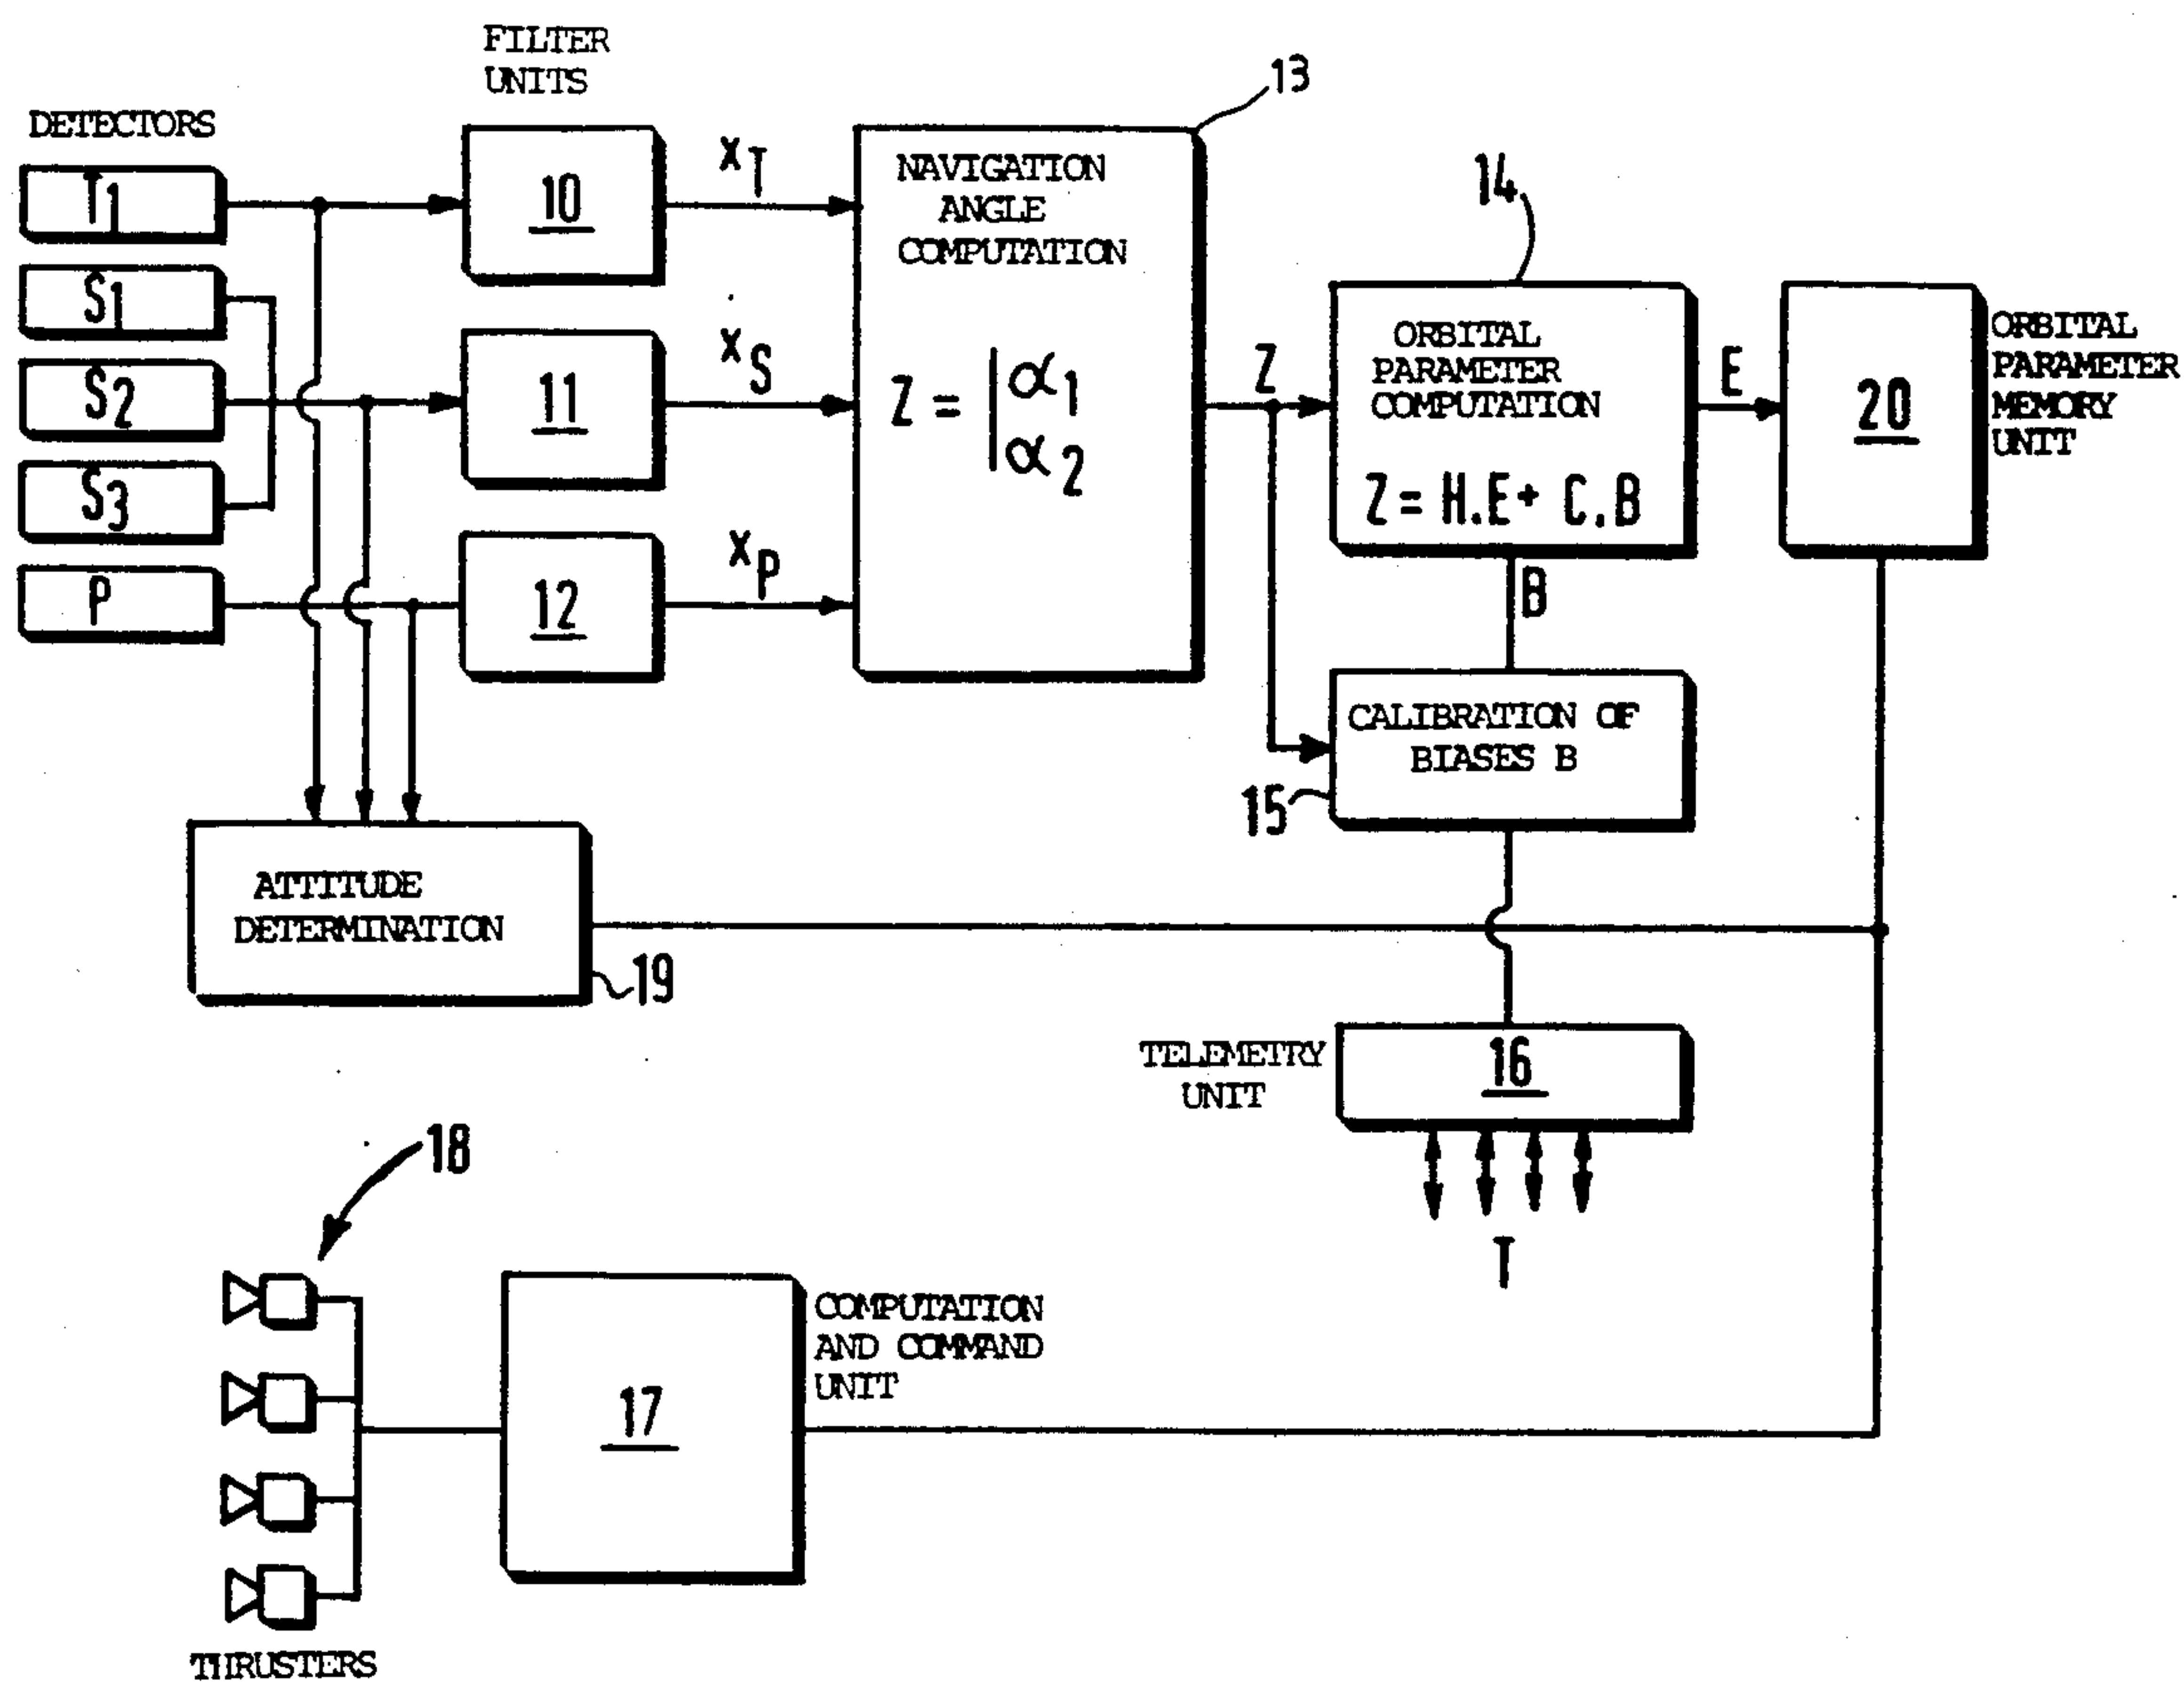 FILTER
UNITS
DETECTORS
T1
S1
S2
S3
P
10
11
12
XT
XS
XP
13
NAVIGATION
ANGLE
COMPUTATION
Z = |α1
α2
Z
14
ORBITAL
PARAMETER
COMPUTATION
Z = H.E + C.B
E
20
ORBITAL
PARAMETER
MEMORY
UNIT
B
CALIBRATION OF
BIASES B
15
ATTITUDE
DETERMINATION
19
TELEMETRY
UNIT
16
T
18
17
COMPUTATION
AND COMMAND
UNIT
THRUSTERS